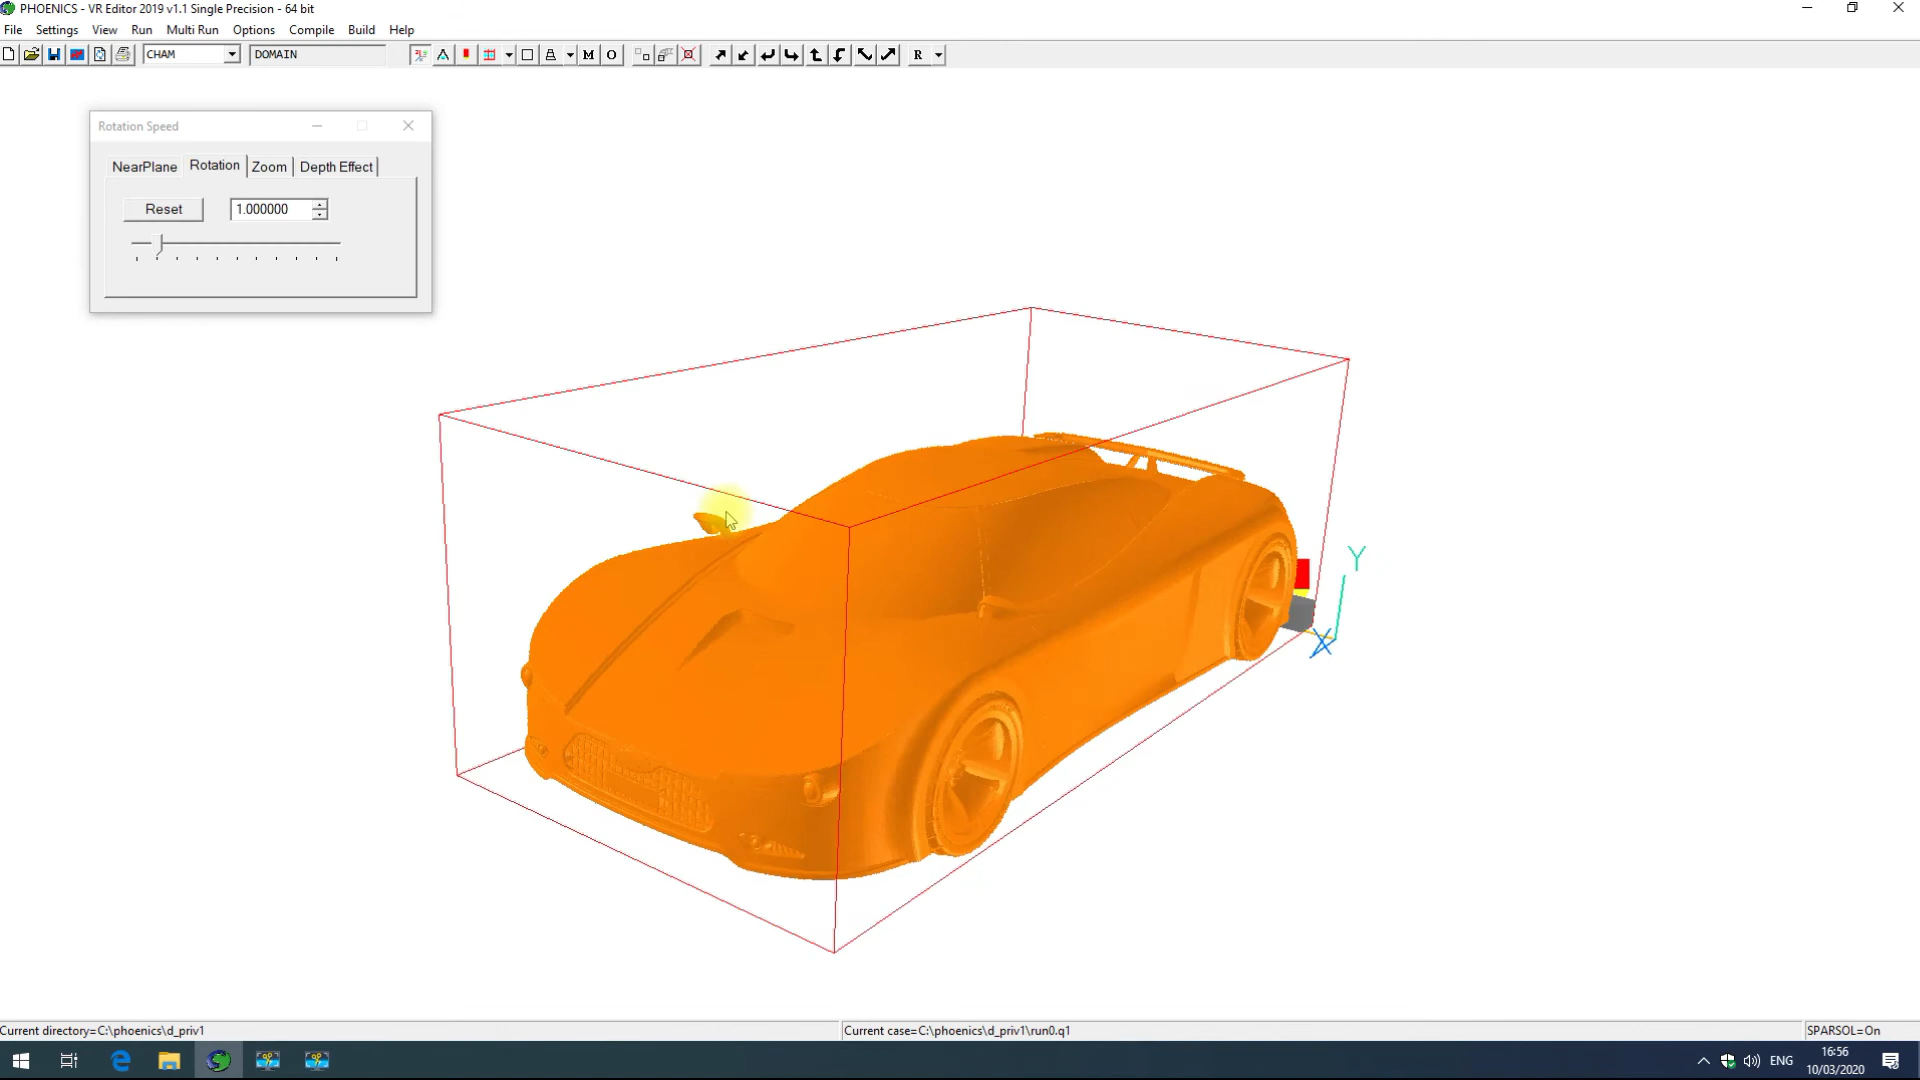 PHOENICS - VR Editor 2019 v1.1 Single Precision - 64 bit
File Settings View Run Multi Run Options Compile Build Help
CHAM DOMAIN M O R
Rotation Speed
NearPlane Rotation Zoom Depth Effect
Reset 1.000000
Y
X
Current directory=C:\phoenics\d_priv1 Current case=C:\phoenics\d_priv1\run0.q1 SPARSOL=On
ENG 16:56
10/03/2020